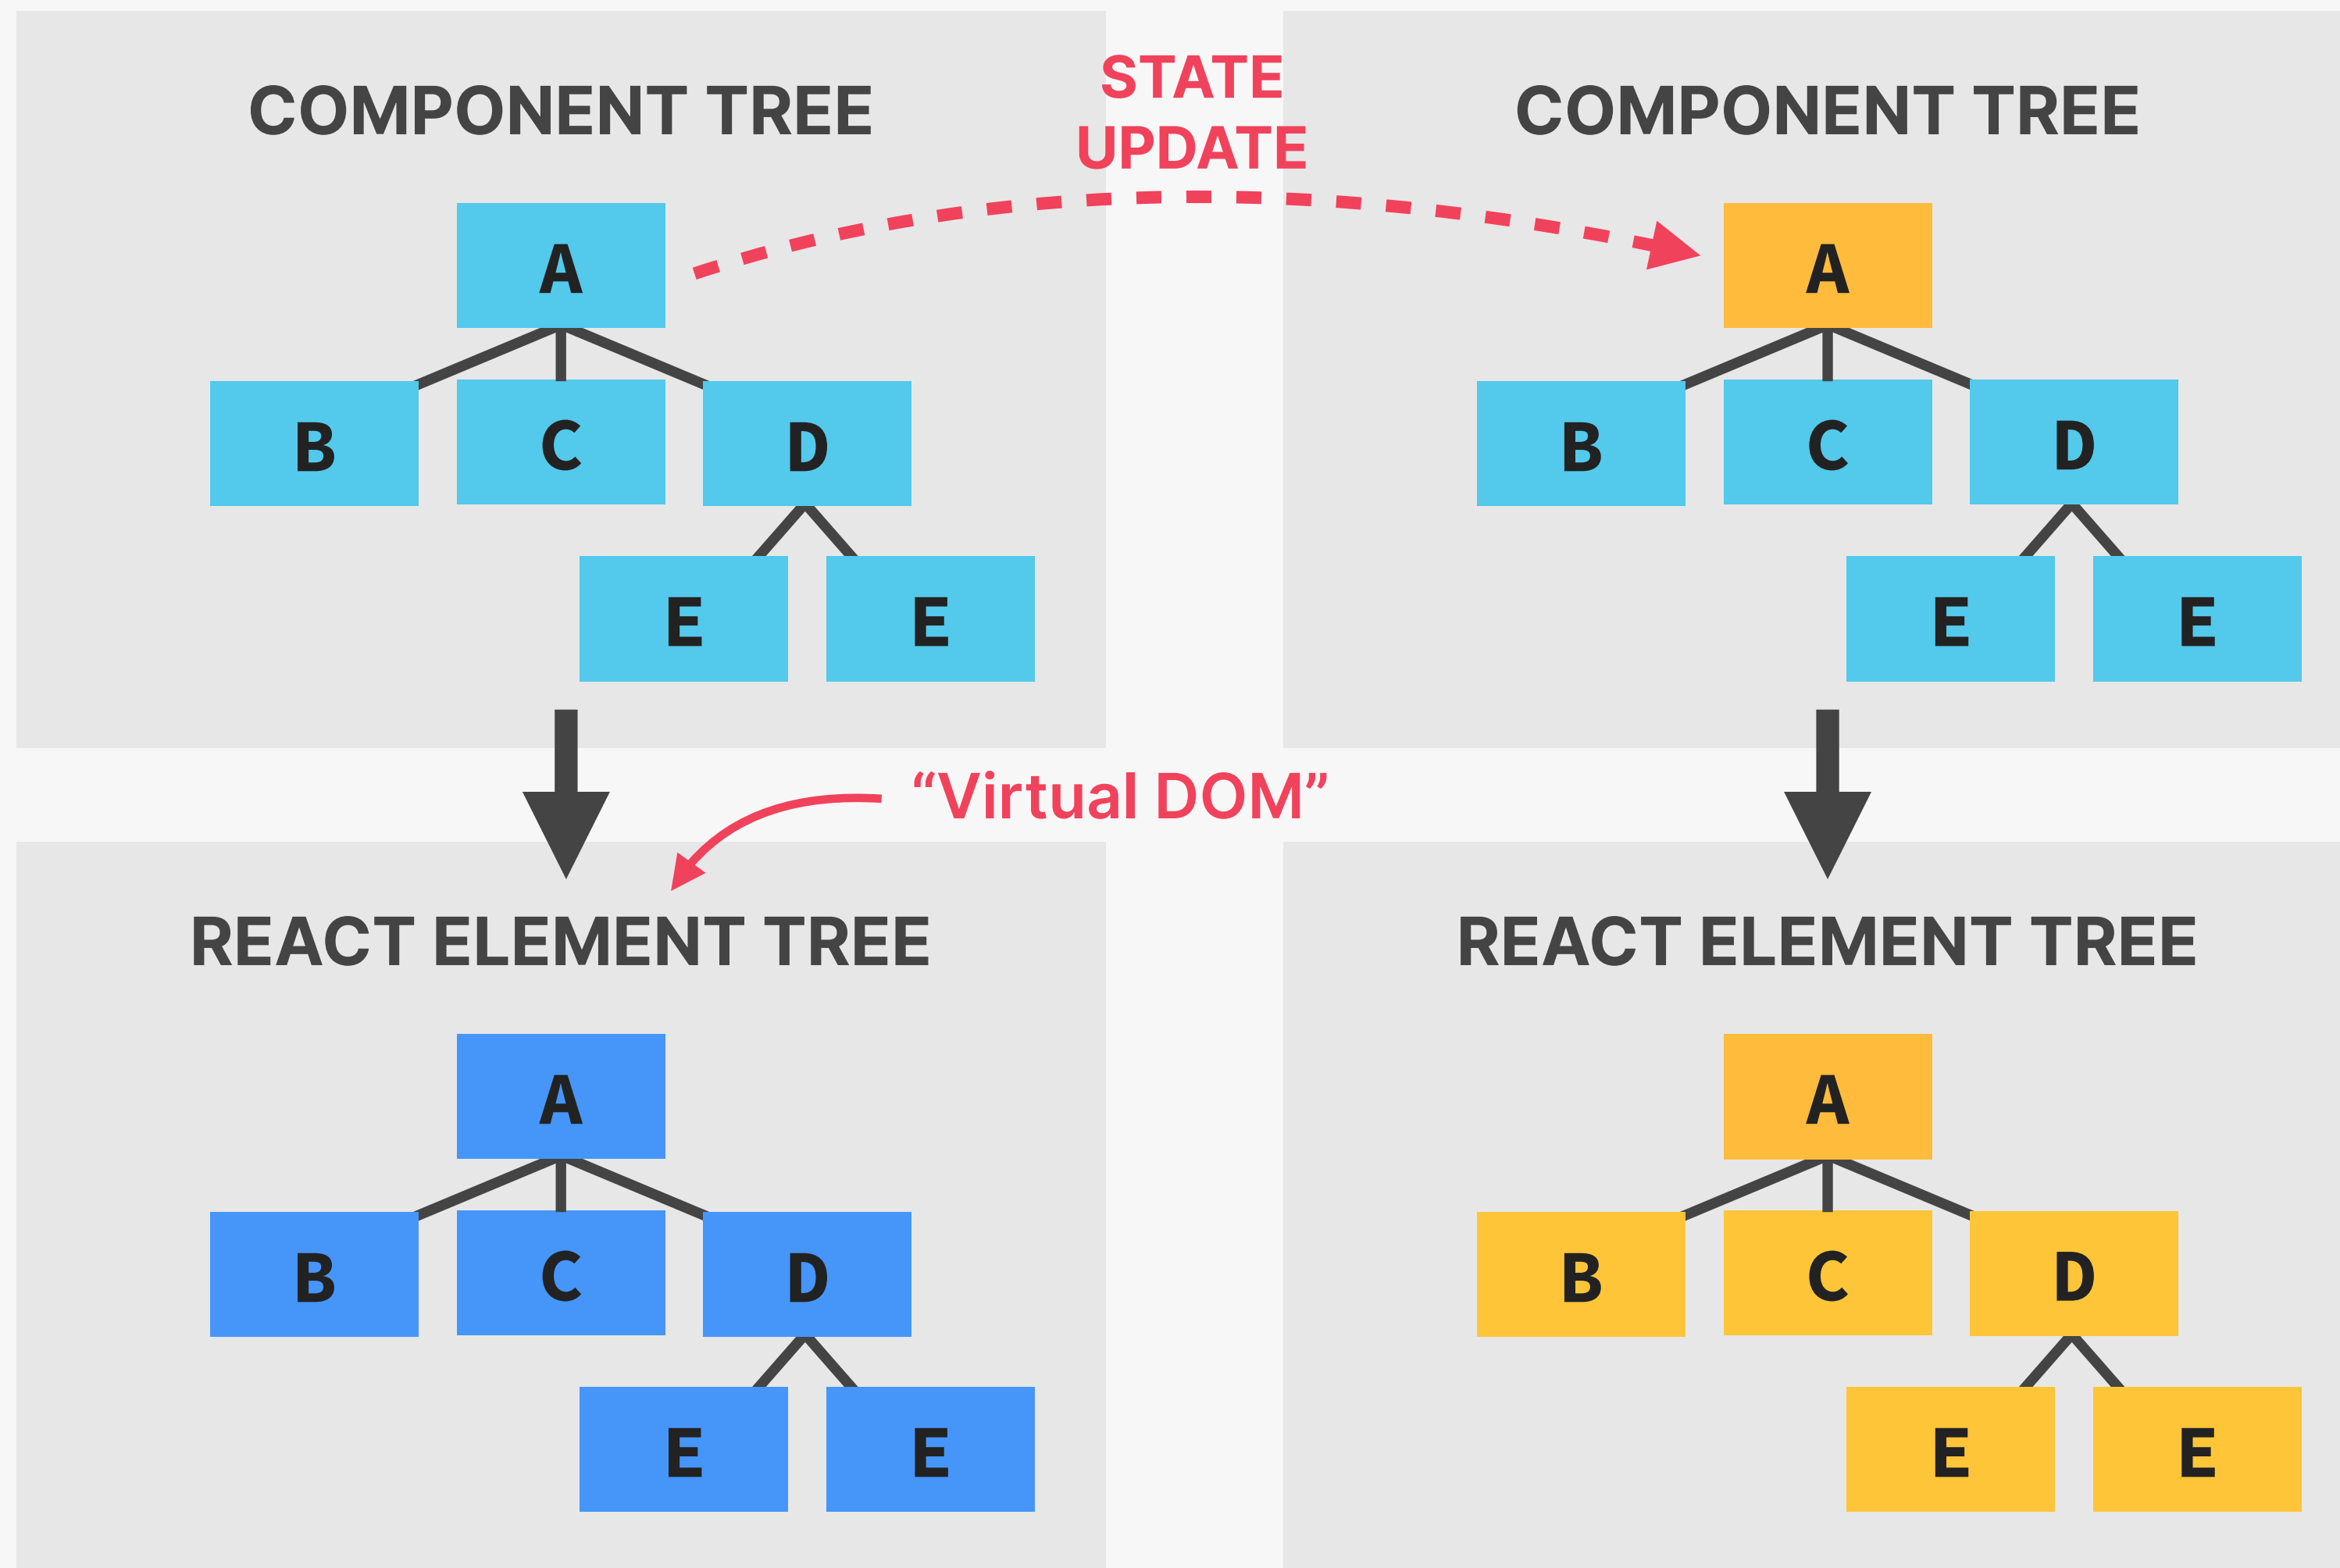 COMPONENT TREE
A
B
C
D
E
E
STATE
UPDATE
COMPONENT TREE
A
B
C
D
E
E
“Virtual DOM”
REACT ELEMENT TREE
A
B
C
D
E
E
REACT ELEMENT TREE
A
B
C
D
E
E